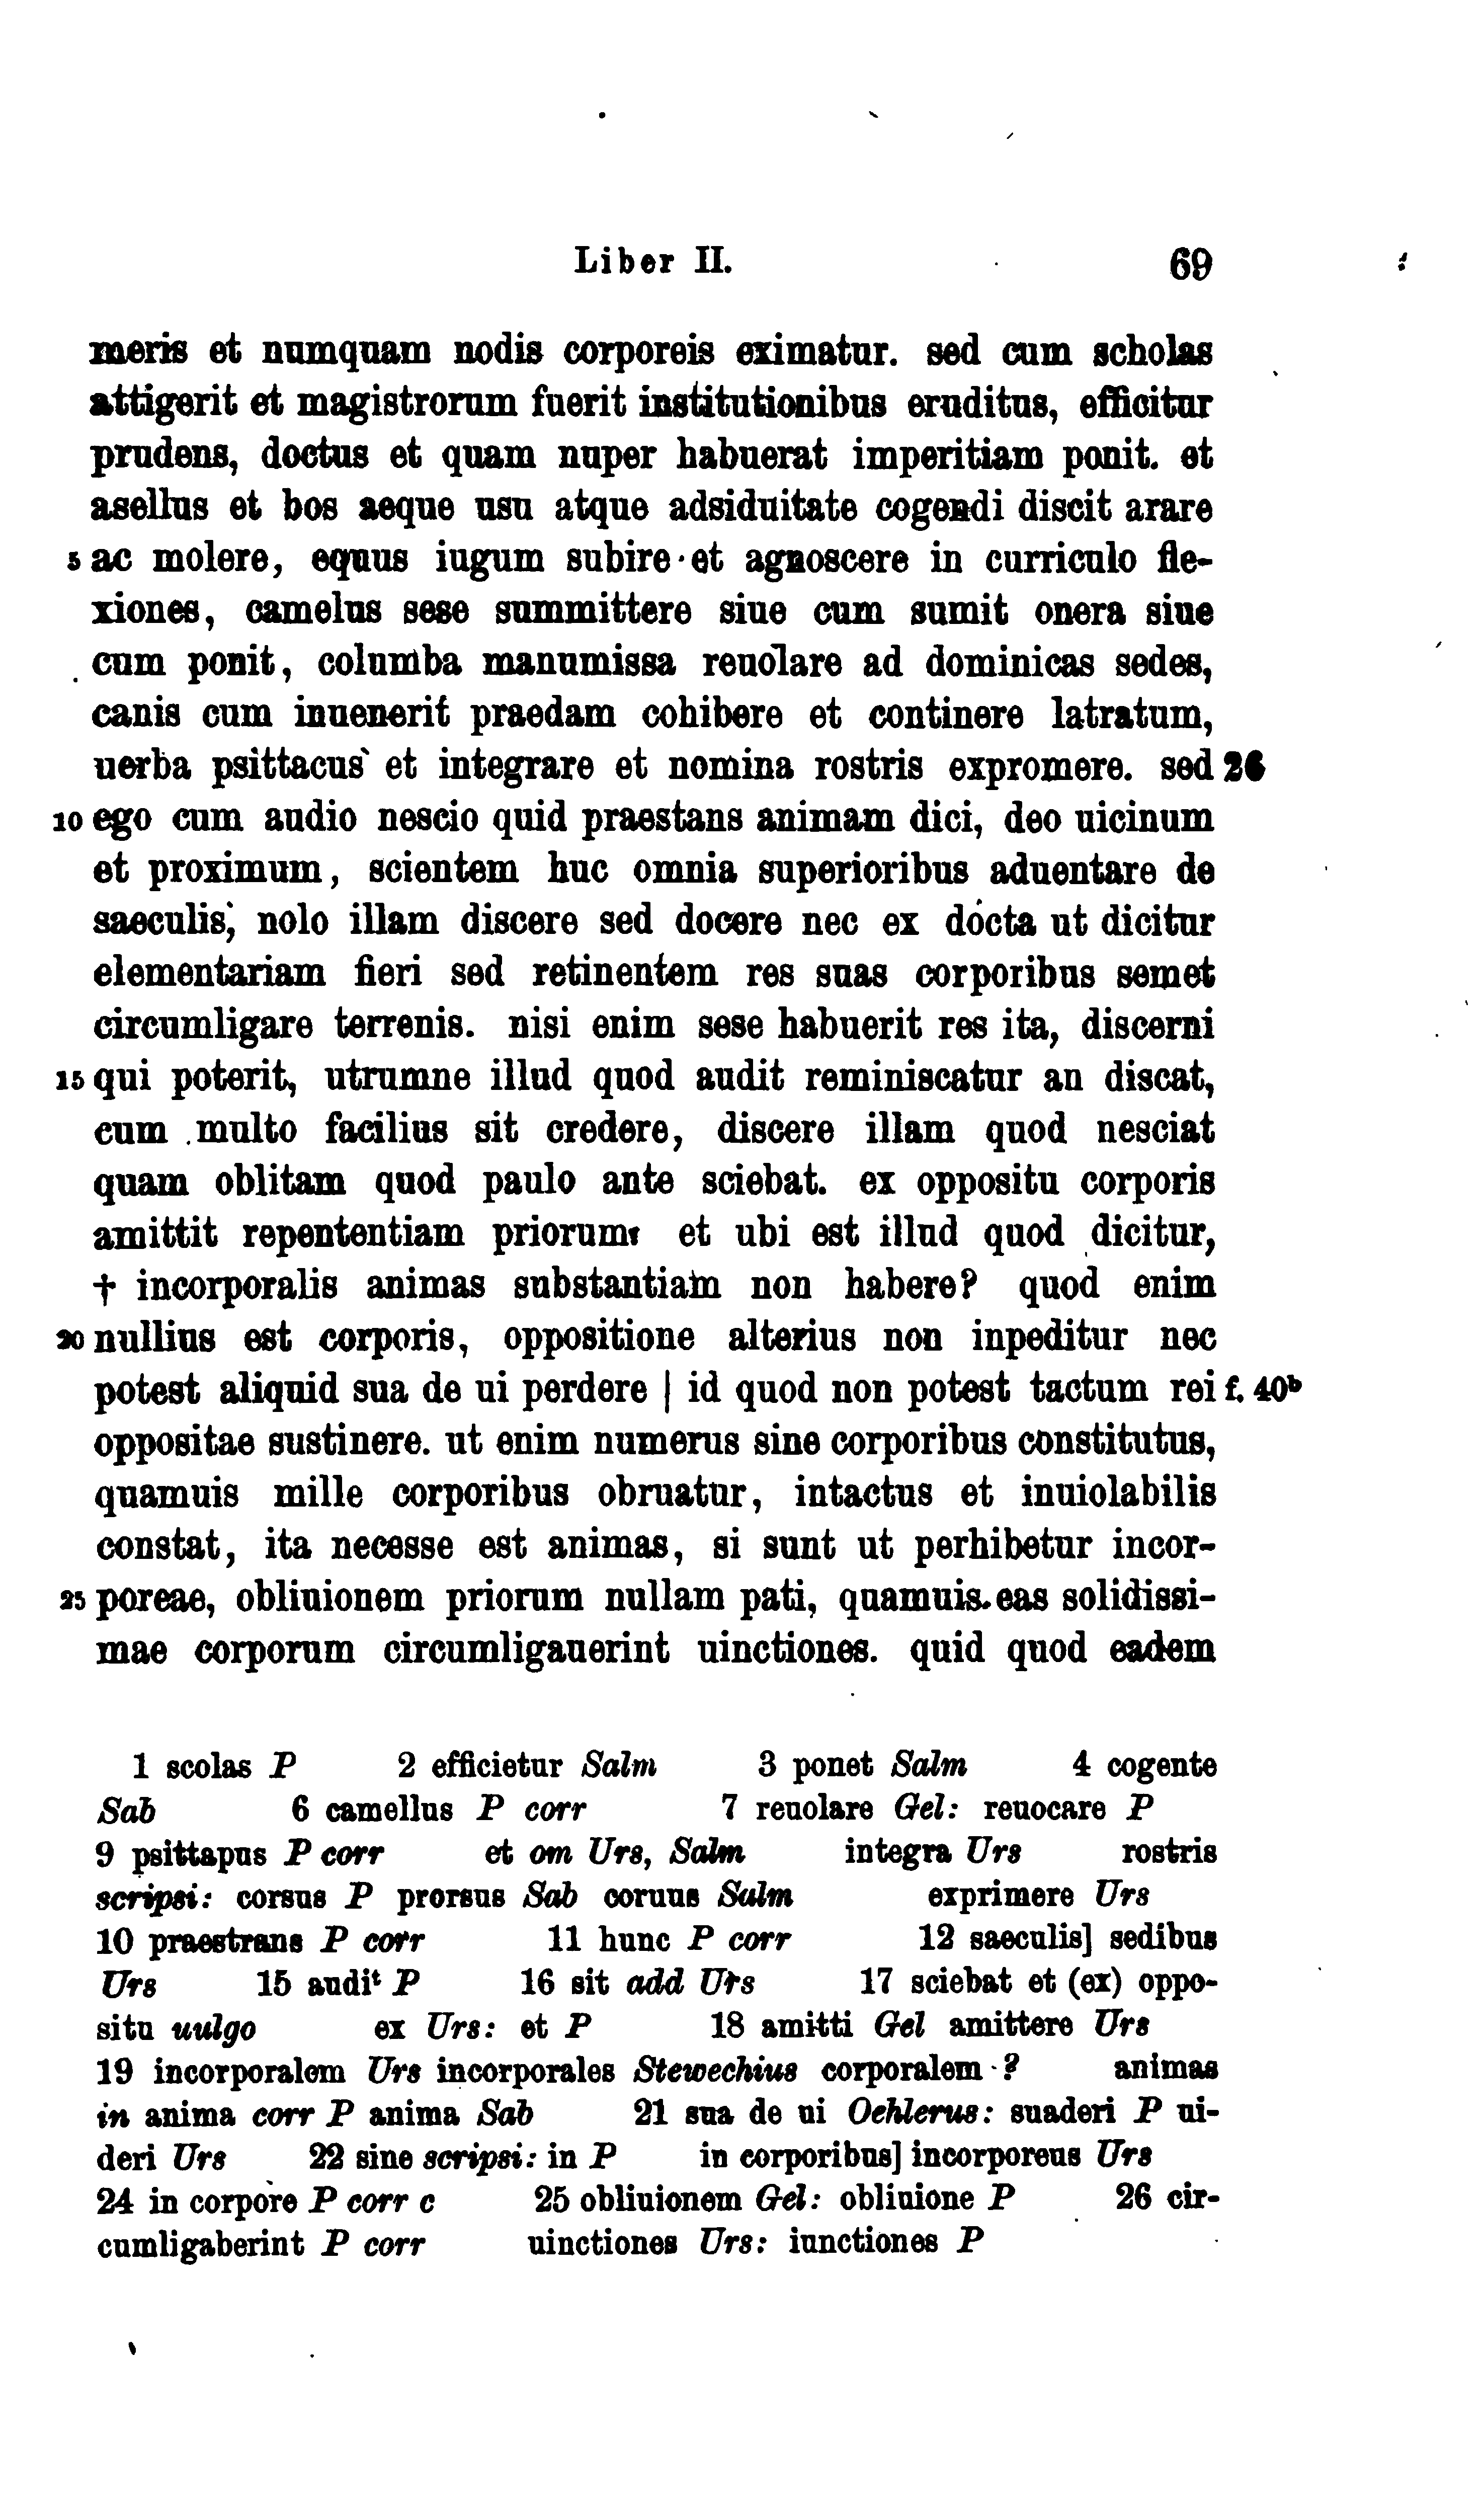 Liber II. 69
meris et numquam nodis corporeis eximatur. sed cum scholas
attigerit et magistrorum fuerit institutionibus eruditus, efficitur
prudens, doctus et quam nuper habuerat imperitiam ponit. et
asellus et bos aeque usu atque adsiduitate cogendi discit arare
5 ac molere, equus iugum subire et agnoscere in curriculo fle-
xiones, camelus sese summittere siue cum sumit onera siue
cum ponit, columba manumissa reuolare ad dominicas sedes,
canis cum inuenerit praedam cohibere et continere latratum,
uerba psittacus et integrare et nomina rostris expromere. sed 26
10 ego cum audio nescio quid praestans animam dici, deo uicinum
et proximum, scientem huc omnia superioribus aduentare de
saeculis, nolo illam discere sed docere nec ex docta ut dicitur
elementariam fieri sed retinentem res suas corporibus semet
circumligare terrenis. nisi enim sese habuerit res ita, discerni
15 qui poterit, utrumne illud quod audit reminiscatur an discat,
cum multo facilius sit credere, discere illam quod nesciat
quam oblitam quod paulo ante sciebat. ex oppositu corporis
amittit repententiam priorum. et ubi est illud quod dicitur,
† incorporalis animas substantiam non habere? quod enim
20 nullius est corporis, oppositione alterius non inpeditur nec
potest aliquid sua de ui perdere | id quod non potest tactum rei f. 40ᵇ
oppositae sustinere. ut enim numerus sine corporibus constitutus,
quamuis mille corporibus obruatur, intactus et inuiolabilis
constat, ita necesse est animas, si sunt ut perhibetur incor-
25 poreae, obliuionem priorum nullam pati, quamuis eas solidissi-
mae corporum circumligauerint uinctiones. quid quod eadem
1 scolas P 2 efficietur Salm 3 ponet Salm 4 cogente
Sab 6 camellus P corr 7 reuolare Gel: reuocare P
9 psittapus P corr et om Urs, Salm integra Urs rostris
scripsi: corsus P prorsus Sab coruus Salm exprimere Urs
10 praestrans P corr 11 hunc P corr 12 saeculis] sedibus
Urs 15 audiᵗ P 16 sit add Urs 17 sciebat et (ex) oppo-
situ uulgo ex Urs: et P 18 amitti Gel amittere Urs
19 incorporalem Urs incorporales Stewechius corporalem ? animas
in anima corr P anima Sab 21 sua de ui Oehlerus: suaderi P ui-
deri Urs 22 sine scripsi: in P in corporibus] incorporeus Urs
24 in corpore P corr c 25 obliuionem Gel: obliuione P 26 cir-
cumligaberint P corr uinctiones Urs: iunctiones P